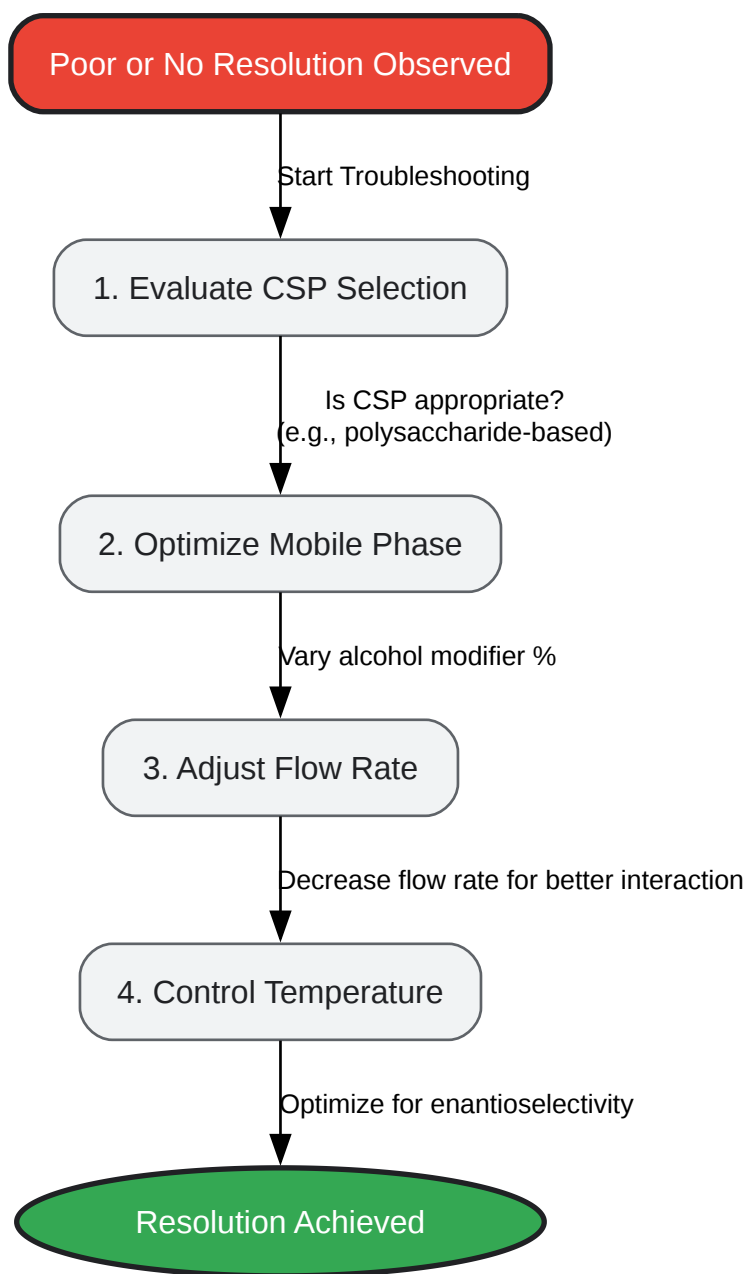 Poor or No Resolution Observed
Start Troubleshooting
1. Evaluate CSP Selection
Is CSP appropriate?
(e.g., polysaccharide-based)
2. Optimize Mobile Phase
Vary alcohol modifier %
3. Adjust Flow Rate
Decrease flow rate for better interaction
4. Control Temperature
Optimize for enantioselectivity
Resolution Achieved